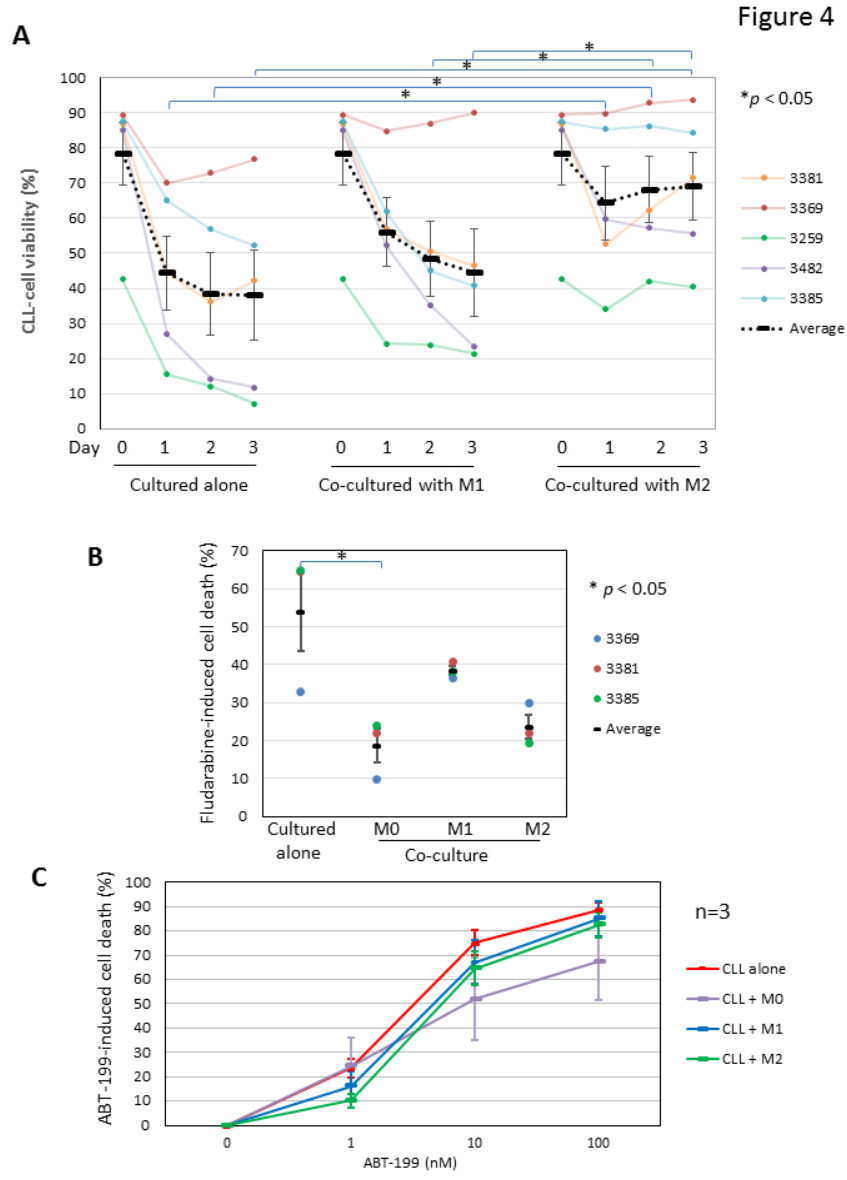 Figure 4
A
* p < 0.05
CLL-cell viability (%)
100
90
80
70
60
50
40
30
20
10
0
*
*
*
*
*
3381
3369
3259
3482
3385
Average
Day 0 1 2 3 0 1 2 3 0 1 2 3
Cultured alone Co-cultured with M1 Co-cultured with M2
B
Fludarabine-induced cell death (%)
70
60
50
40
30
20
10
0
*
* p < 0.05
3369
3381
3385
Average
Cultured alone M0 M1 M2
Co-culture
C
ABT-199-induced cell death (%)
100
90
80
70
60
50
40
30
20
10
0
n=3
CLL alone
CLL + M0
CLL + M1
CLL + M2
0 1 10 100
ABT-199 (nM)